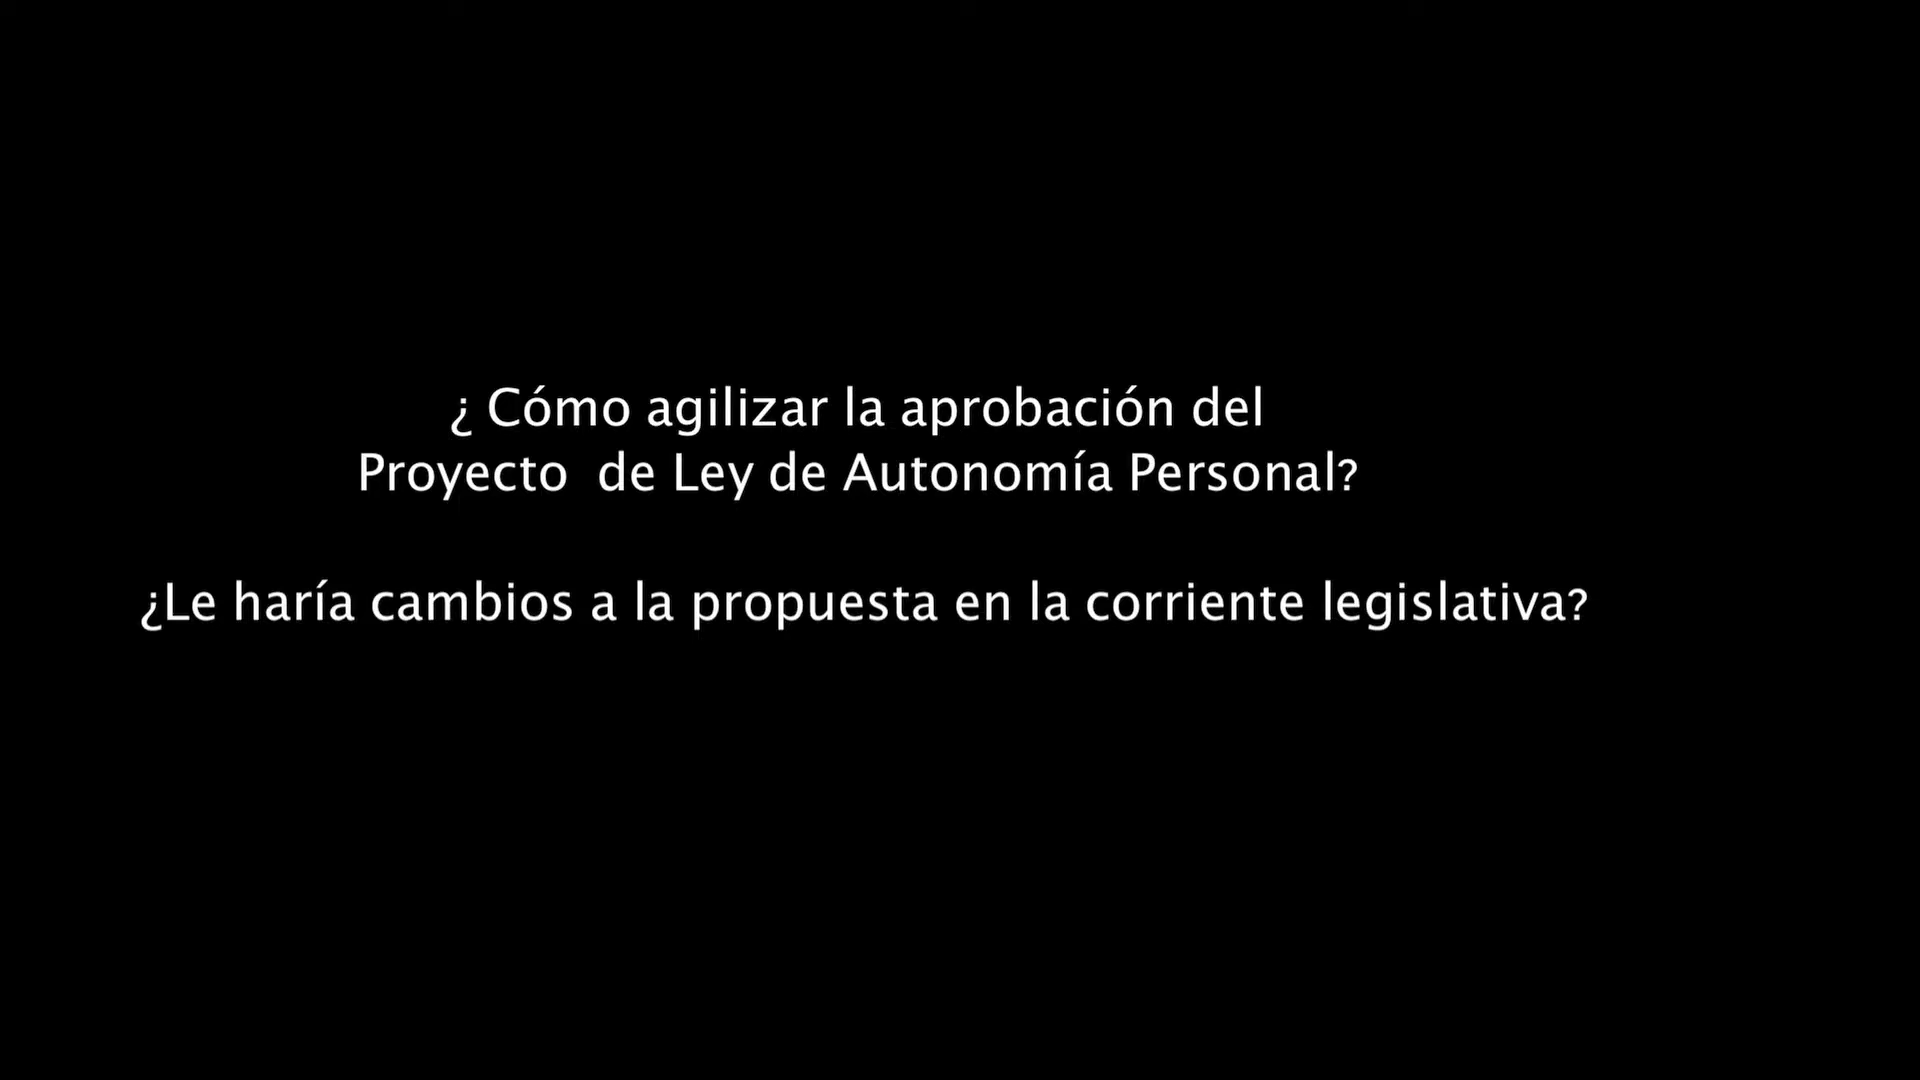 ¿ Cómo agilizar la aprobación del
Proyecto  de Ley de Autonomía Personal?
¿Le haría cambios a la propuesta en la corriente legislativa?